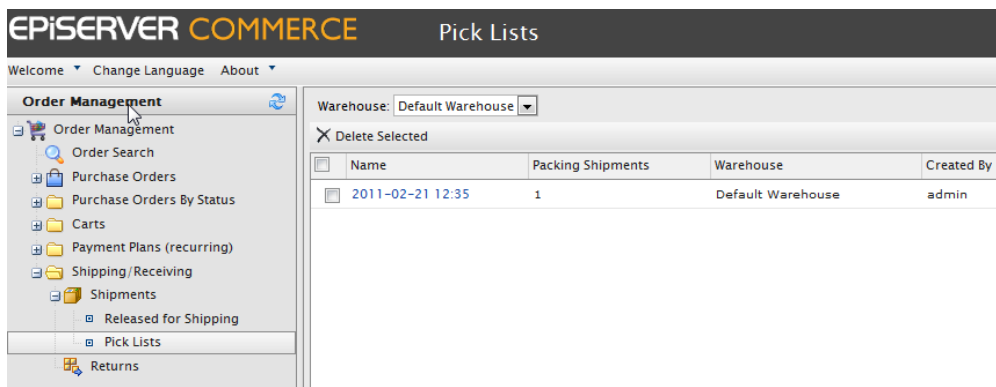 EPiSERVER COMMERCE Pick Lists
Welcome Change Language About
Order Management
Warehouse: Default Warehouse
Order Management
Delete Selected
Order Search
Name Packing Shipments Warehouse Created By
Purchase Orders
2011-02-21 12:35 1 Default Warehouse admin
Purchase Orders By Status
Carts
Payment Plans (recurring)
Shipping/Receiving
Shipments
Released for Shipping
Pick Lists
Returns